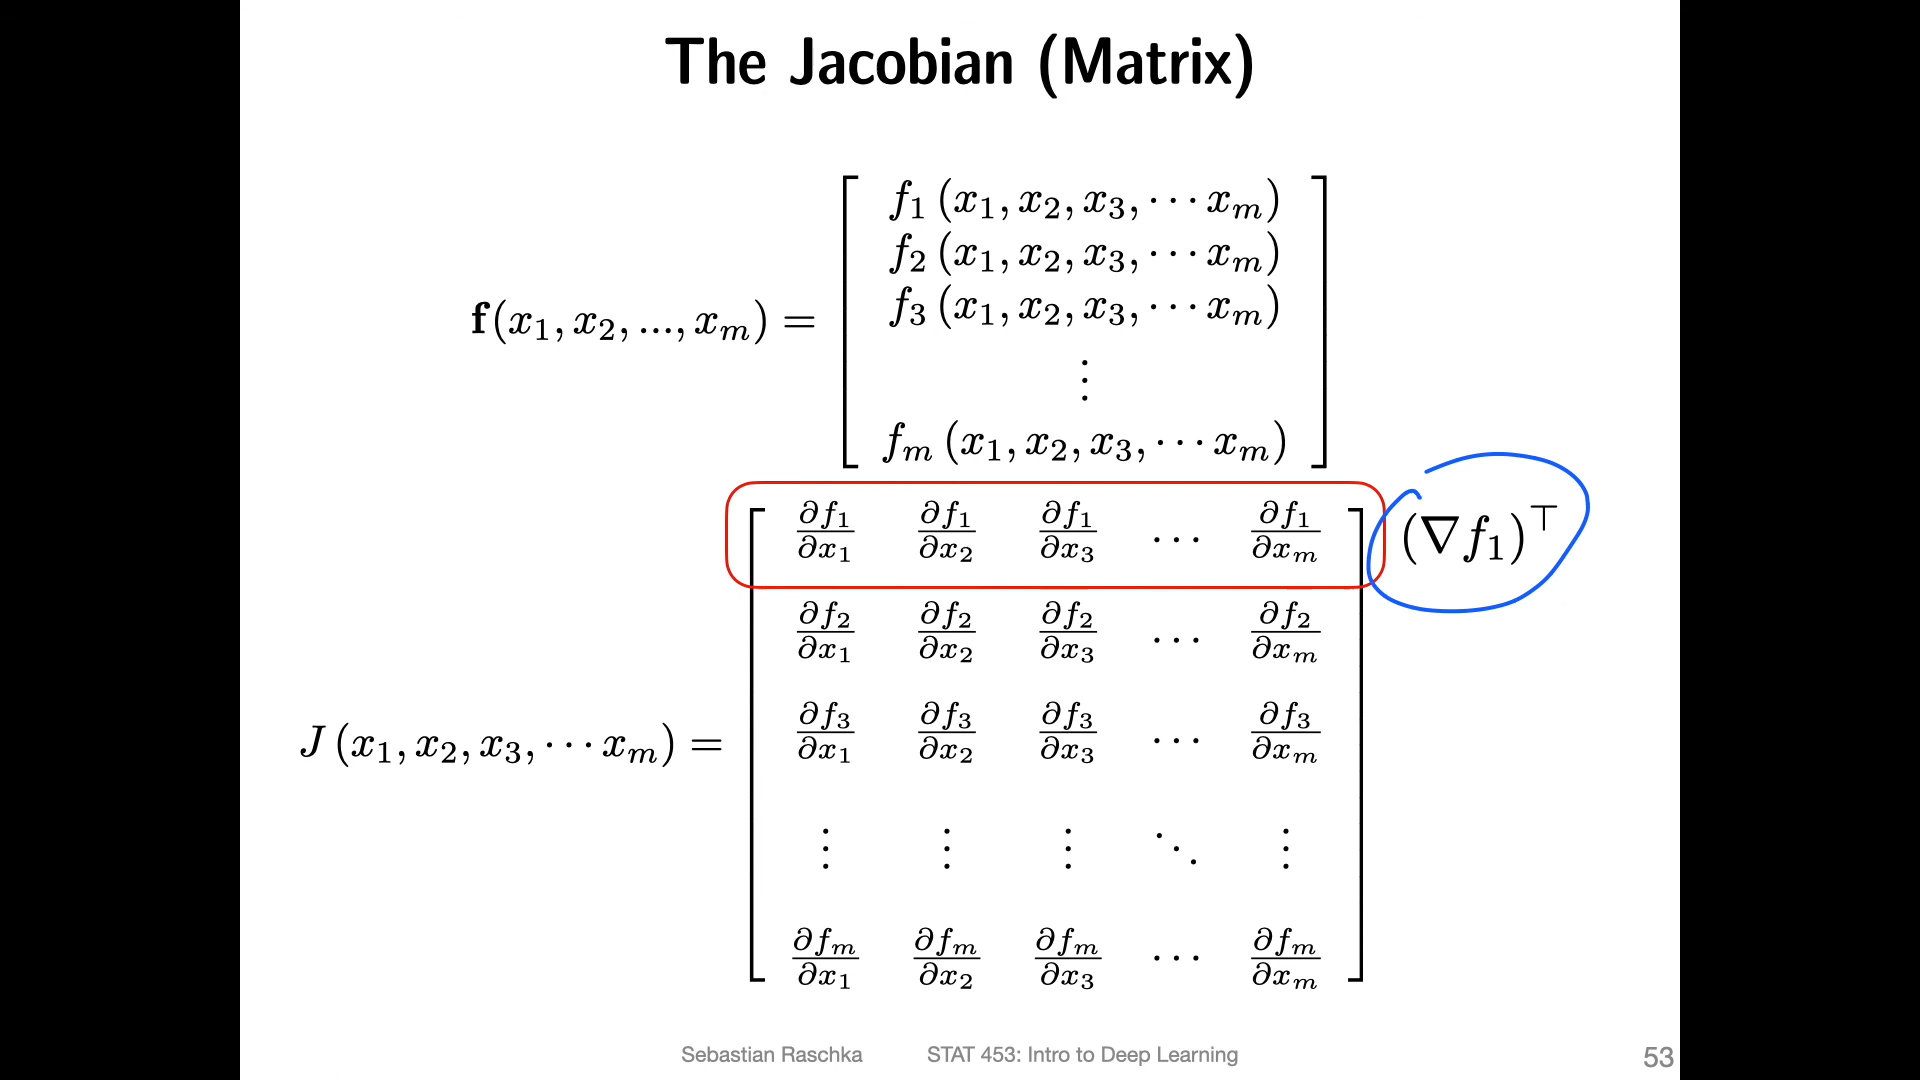 The Jacobian (Matrix)
f(x₁, x₂, ..., xₘ) = [ f₁ (x₁, x₂, x₃, ··· xₘ)
f₂ (x₁, x₂, x₃, ··· xₘ)
f₃ (x₁, x₂, x₃, ··· xₘ)
⋮
fₘ (x₁, x₂, x₃, ··· xₘ) ]
J (x₁, x₂, x₃, ··· xₘ) = [ ∂f₁/∂x₁ ∂f₁/∂x₂ ∂f₁/∂x₃ ··· ∂f₁/∂xₘ (∇f₁)⊤
∂f₂/∂x₁ ∂f₂/∂x₂ ∂f₂/∂x₃ ··· ∂f₂/∂xₘ
∂f₃/∂x₁ ∂f₃/∂x₂ ∂f₃/∂x₃ ··· ∂f₃/∂xₘ
⋮ ⋮ ⋮ ⋱ ⋮
∂fₘ/∂x₁ ∂fₘ/∂x₂ ∂fₘ/∂x₃ ··· ∂fₘ/∂xₘ ]
Sebastian Raschka STAT 453: Intro to Deep Learning 53